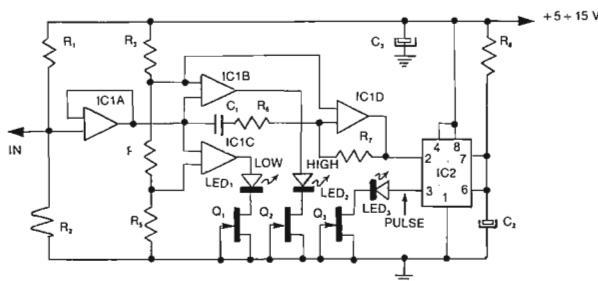 +5÷15 V
R₁
R₃
C₃
R₈
IC1A
IC1B
IC1D
C₁
R₆
IN
IC1C
R₇
4 8
2 7
IC2
LOW
HIGH
LED₁
LED₂
LED₃
3 6
1
R₂
R₅
Q₁
Q₂
Q₃
PULSE
C₂